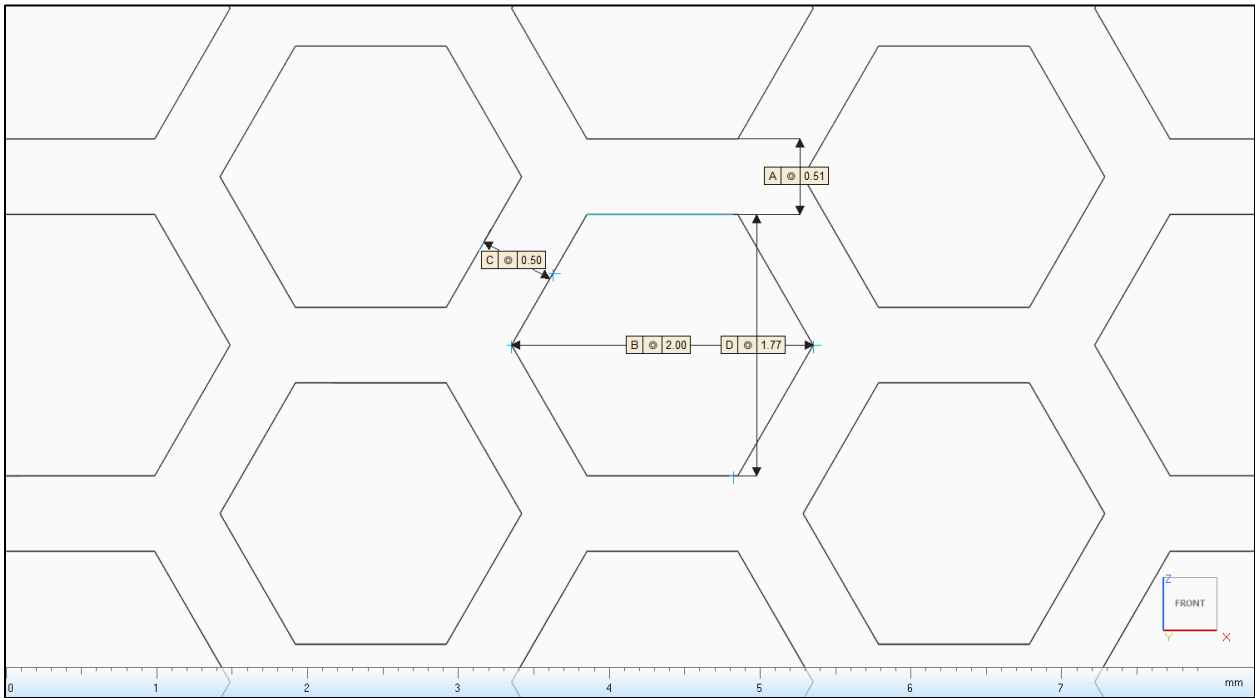 A ⌾ 0.51
C ⌾ 0.50
B ⌾ 2.00
D ⌾ 1.77
Z
FRONT
Y X
0 1 2 3 4 5 6 7 mm